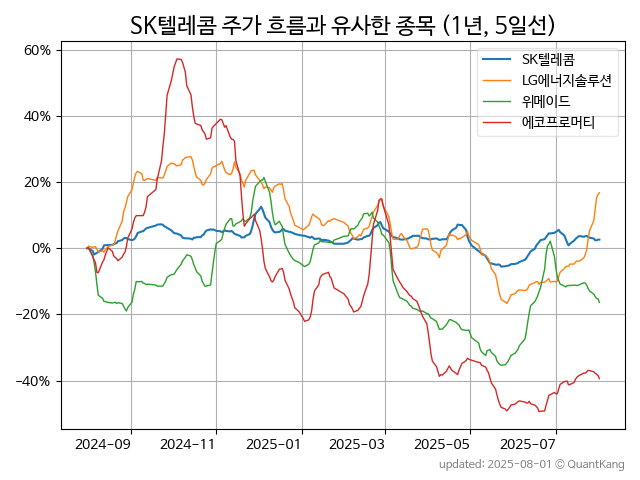 SK텔레콤 주가 흐름과 유사한 종목 (1년, 5일선)
60%
40%
20%
0%
−20%
−40%
SK텔레콤
LG에너지솔루션
위메이드
에코프로머티
2024-09
2024-11
2025-01
2025-03
2025-05
2025-07
updated: 2025-08-01 © QuantKang